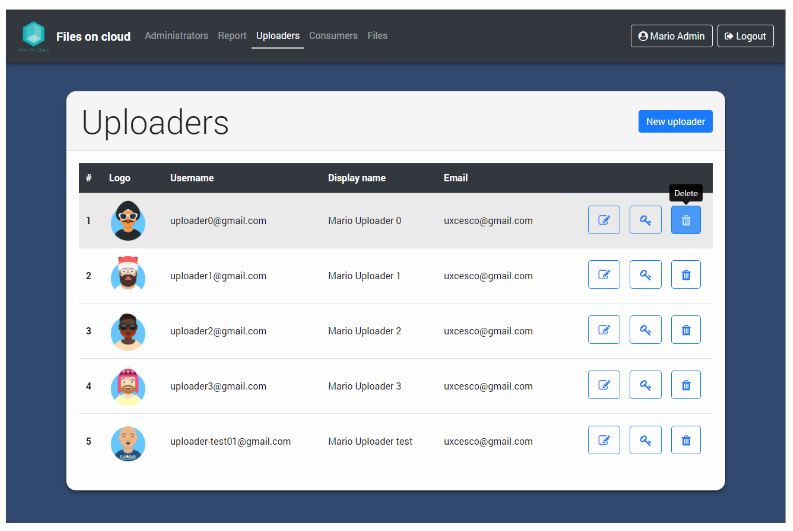 Files on cloud Administrators Report Uploaders Consumers Files Mario Admin Logout
Uploaders New uploader
# Logo Username Display name Email
Delete
1 uploader0@gmail.com Mario Uploader 0 uxcesco@gmail.com
2 uploader1@gmail.com Mario Uploader 1 uxcesco@gmail.com
3 uploader2@gmail.com Mario Uploader 2 uxcesco@gmail.com
4 uploader3@gmail.com Mario Uploader 3 uxcesco@gmail.com
5 uploader-test01@gmail.com Mario Uploader test uxcesco@gmail.com